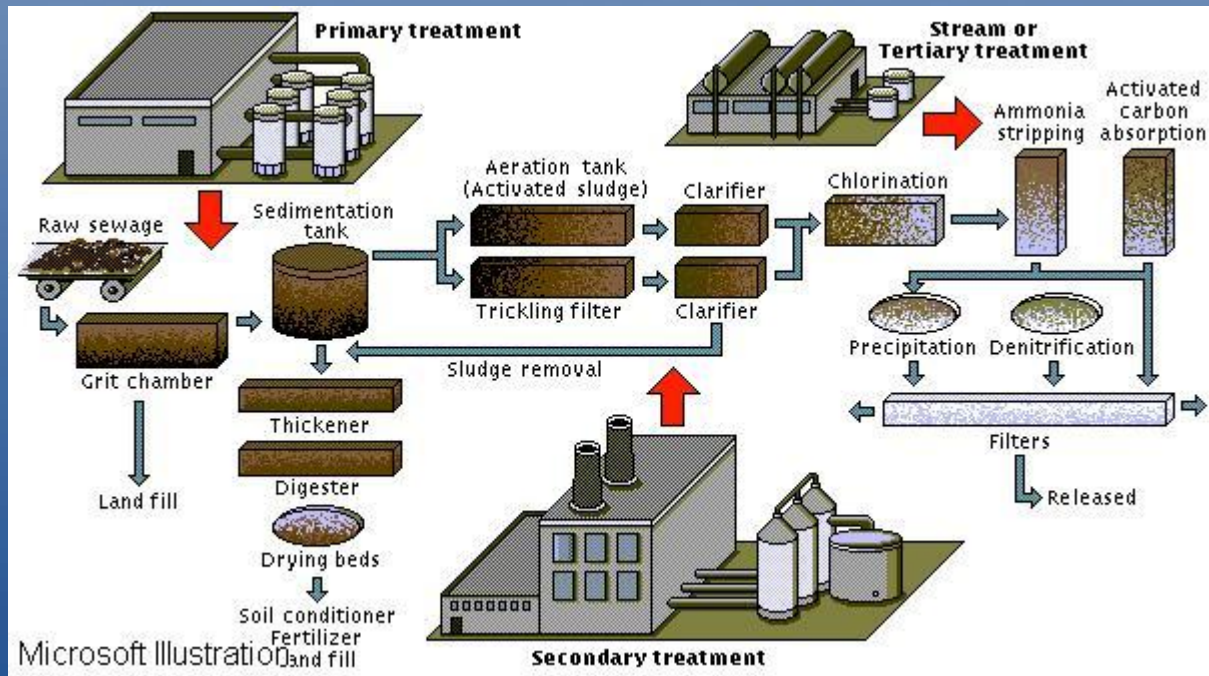 Primary treatment
Stream or
Tertiary treatment
Ammonia
stripping
Activated
carbon
absorption
Raw sewage
Sedimentation
tank
Aeration tank
(Activated sludge)
Clarifier
Chlorination
Trickling filter
Clarifier
Grit chamber
Sludge removal
Precipitation
Denitrification
Thickener
Filters
Land fill
Digester
Released
Drying beds
Soil conditioner
Fertilizer
Land fill
Microsoft Illustration
Secondary treatment